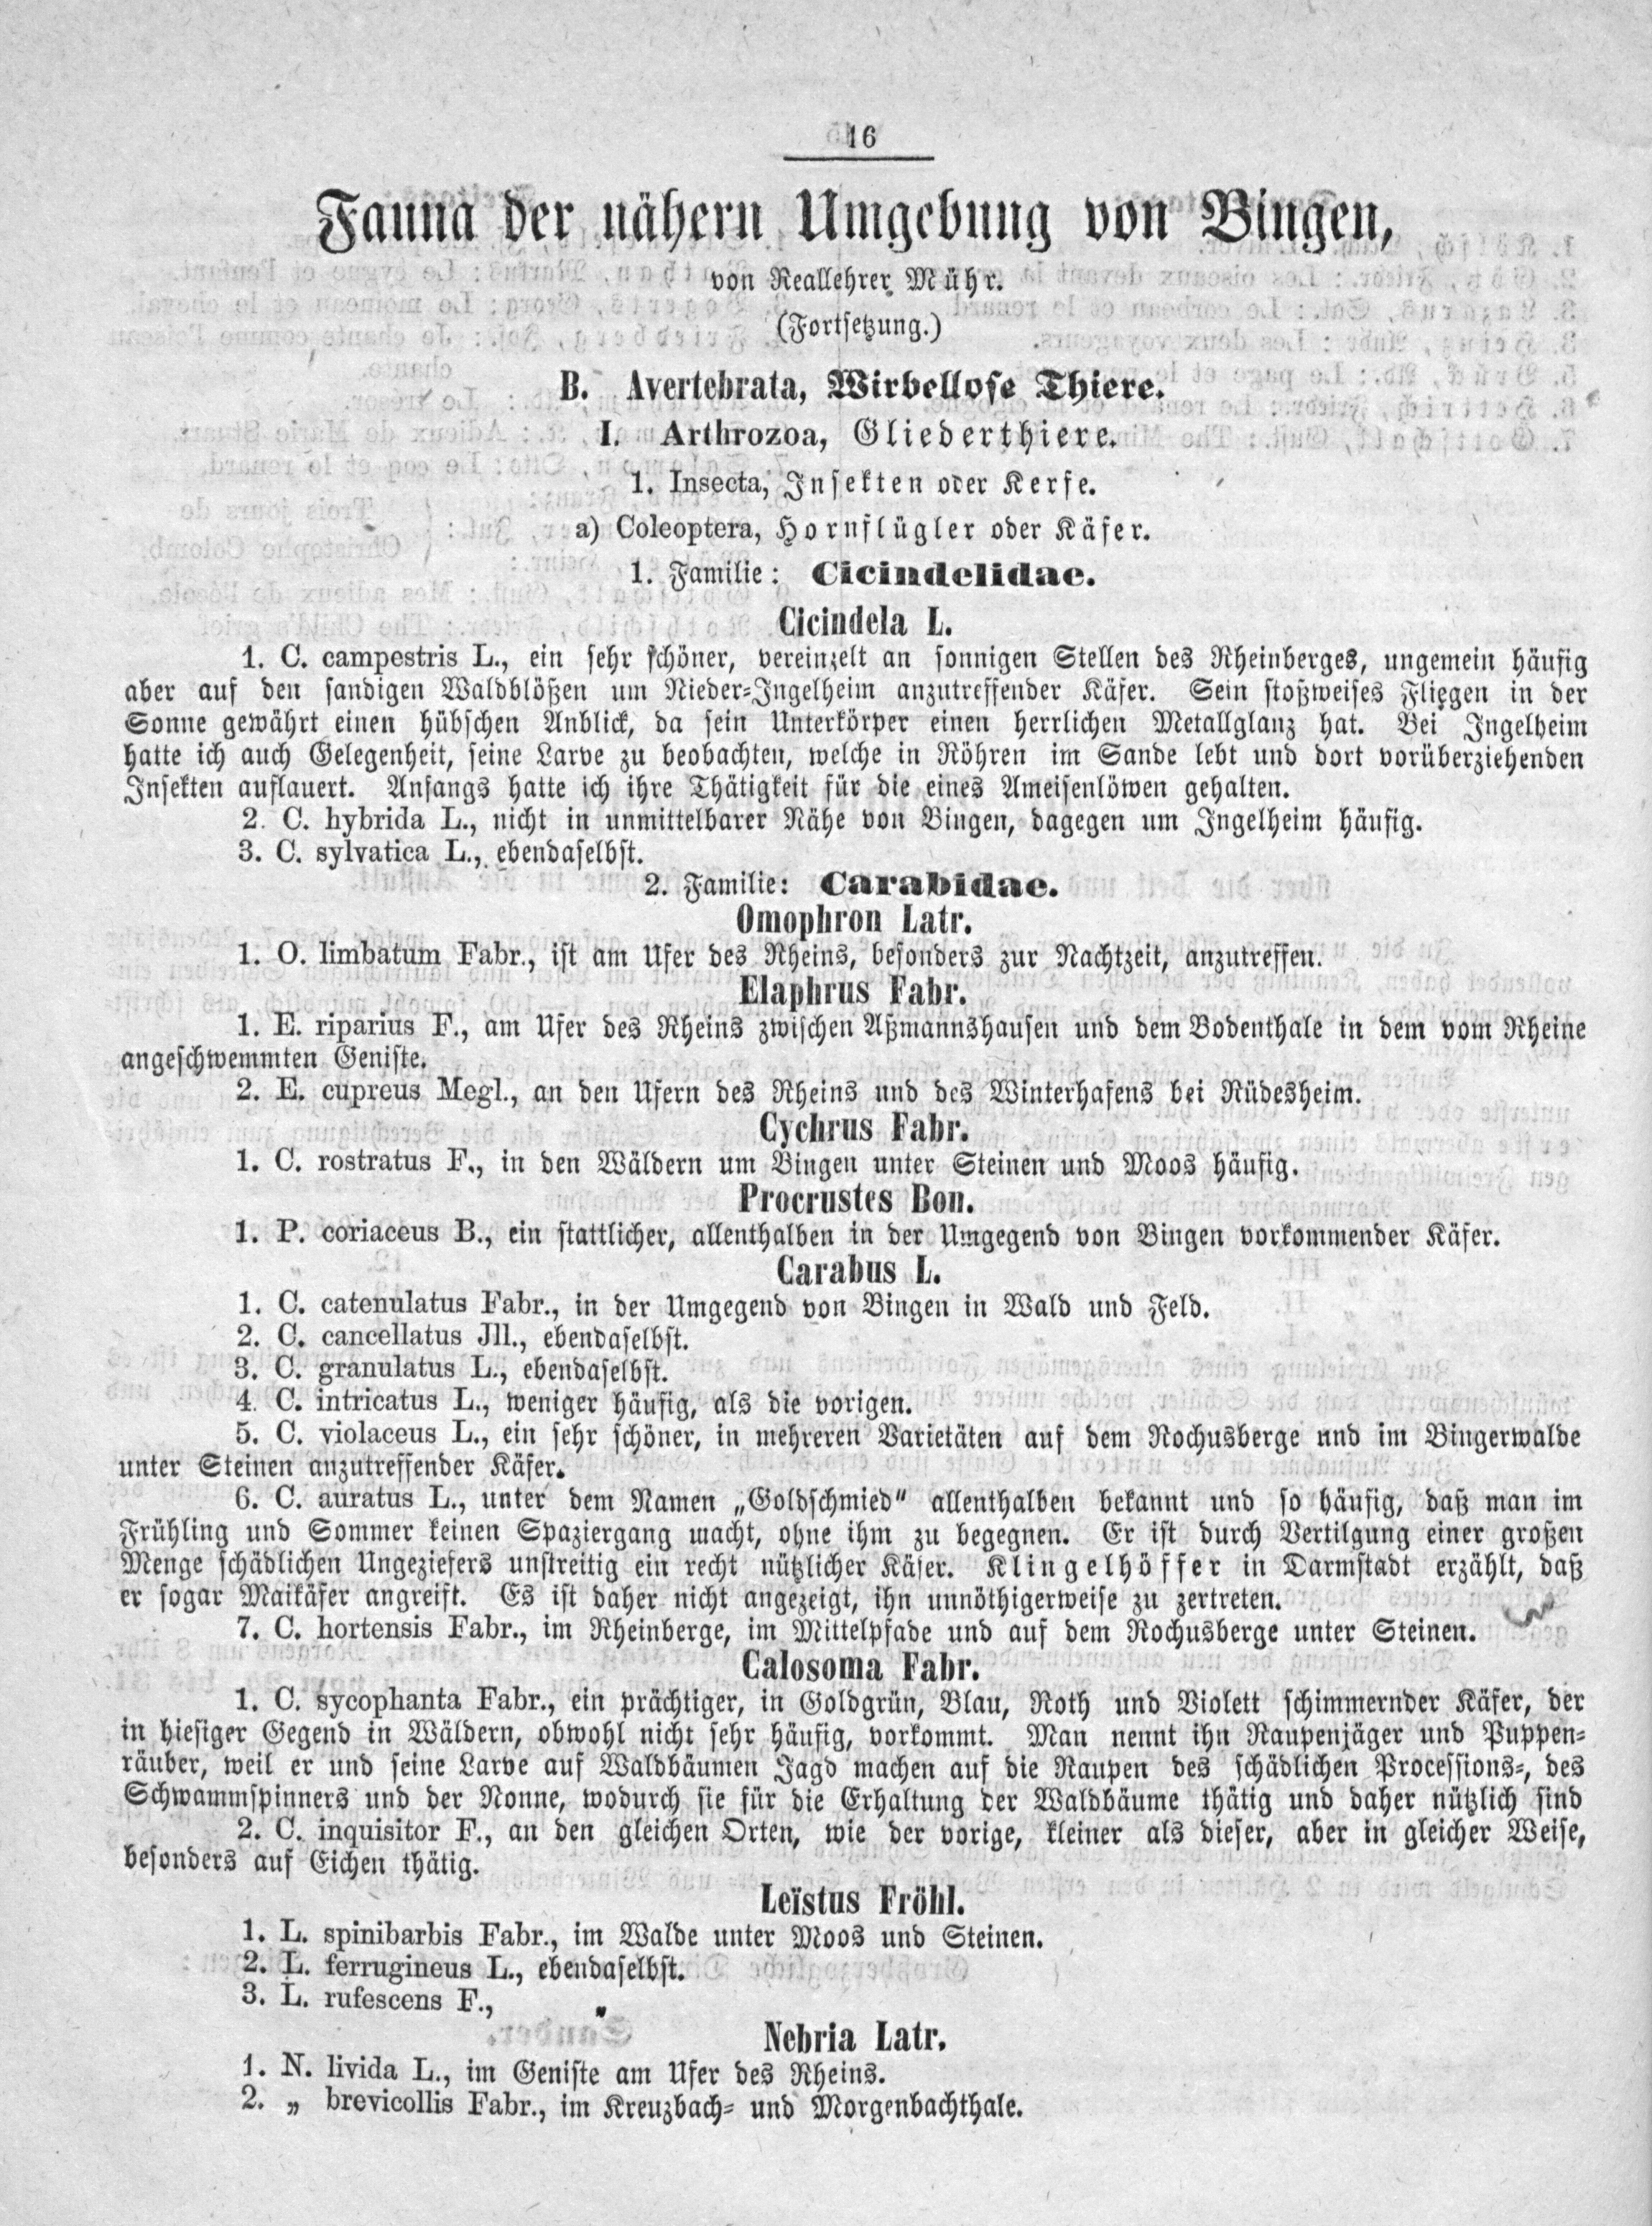 16
Fauna der nähern Umgebung von Bingen,
von Reallehrer Mühr.
(Fortsetzung.)
B. Avertebrata, Wirbellose Thiere.
I. Arthrozoa, Gliederthiere.
1. Insecta, Insekten oder Kerfe.
a) Coleoptera, Hornflügler oder Käfer.
1. Familie: Cicindelidae.
Cicindela L.
1. C. campestris L., ein sehr schöner, vereinzelt an sonnigen Stellen des Rheinberges, ungemein häufig
aber auf den sandigen Waldblößen um Nieder-Ingelheim anzutreffender Käfer. Sein stoßweises Fliegen in der
Sonne gewährt einen hübschen Anblick, da sein Unterkörper einen herrlichen Metallglanz hat. Bei Ingelheim
hatte ich auch Gelegenheit, seine Larve zu beobachten, welche in Röhren im Sande lebt und dort vorüberziehenden
Insekten auflauert. Anfangs hatte ich ihre Thätigkeit für die eines Ameisenlöwen gehalten.
2. C. hybrida L., nicht in unmittelbarer Nähe von Bingen, dagegen um Ingelheim häufig.
3. C. sylvatica L., ebendaselbst.
2. Familie: Carabidae.
Omophron Latr.
1. O. limbatum Fabr., ist am Ufer des Rheins, besonders zur Nachtzeit, anzutreffen.
Elaphrus Fabr.
1. E. riparius F., am Ufer des Rheins zwischen Aßmannshausen und dem Bodenthale in dem vom Rheine
angeschwemmten Geniste.
2. E. cupreus Megl., an den Ufern des Rheins und des Winterhafens bei Rüdesheim.
Cychrus Fabr.
1. C. rostratus F., in den Wäldern um Bingen unter Steinen und Moos häufig.
Procrustes Bon.
1. P. coriaceus B., ein stattlicher, allenthalben in der Umgegend von Bingen vorkommender Käfer.
Carabus L.
1. C. catenulatus Fabr., in der Umgegend von Bingen in Wald und Feld.
2. C. cancellatus Jll., ebendaselbst.
3. C. granulatus L., ebendaselbst.
4. C. intricatus L., weniger häufig, als die vorigen.
5. C. violaceus L., ein sehr schöner, in mehreren Varietäten auf dem Rochusberge und im Bingerwalde
unter Steinen anzutreffender Käfer.
6. C. auratus L., unter dem Namen „Goldschmied" allenthalben bekannt und so häufig, daß man im
Frühling und Sommer keinen Spaziergang macht, ohne ihm zu begegnen. Er ist durch Vertilgung einer großen
Menge schädlichen Ungeziefers unstreitig ein recht nützlicher Käfer. Klingelhöffer in Darmstadt erzählt, daß
er sogar Maikäfer angreift. Es ist daher nicht angezeigt, ihn unnöthigerweise zu zertreten.
7. C. hortensis Fabr., im Rheinberge, im Mittelpfade und auf dem Rochusberge unter Steinen.
Calosoma Fabr.
1. C. sycophanta Fabr., ein prächtiger, in Goldgrün, Blau, Roth und Violett schimmernder Käfer, der
in hiesiger Gegend in Wäldern, obwohl nicht sehr häufig, vorkommt. Man nennt ihn Raupenjäger und Puppen-
räuber, weil er und seine Larve auf Waldbäumen Jagd machen auf die Raupen des schädlichen Processions-, des
Schwammspinners und der Nonne, wodurch sie für die Erhaltung der Waldbäume thätig und daher nützlich sind
2. C. inquisitor F., an den gleichen Orten, wie der vorige, kleiner als dieser, aber in gleicher Weise,
besonders auf Eichen thätig.
Leïstus Fröhl.
1. L. spinibarbis Fabr., im Walde unter Moos und Steinen.
2. L. ferrugineus L., ebendaselbst.
3. L. rufescens F., „
Nebria Latr.
1. N. livida L., im Geniste am Ufer des Rheins.
2. „ brevicollis Fabr., im Kreuzbach- und Morgenbachthale.